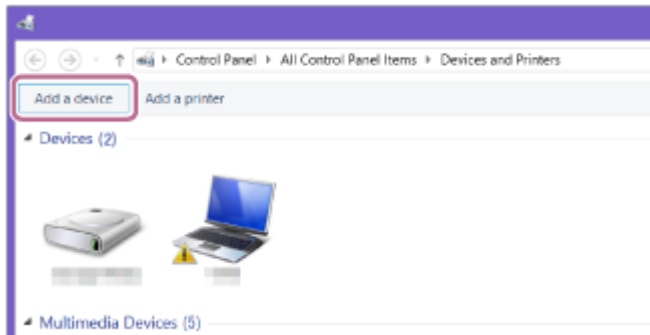 Control Panel All Control Panel Items Devices and Printers
Add a device Add a printer
Devices (2)
Multimedia Devices (5)